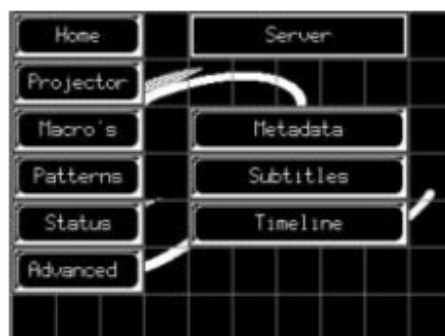 Home
Server
Projector
Macro's
Metadata
Patterns
Subtitles
Status
Timeline
Advanced